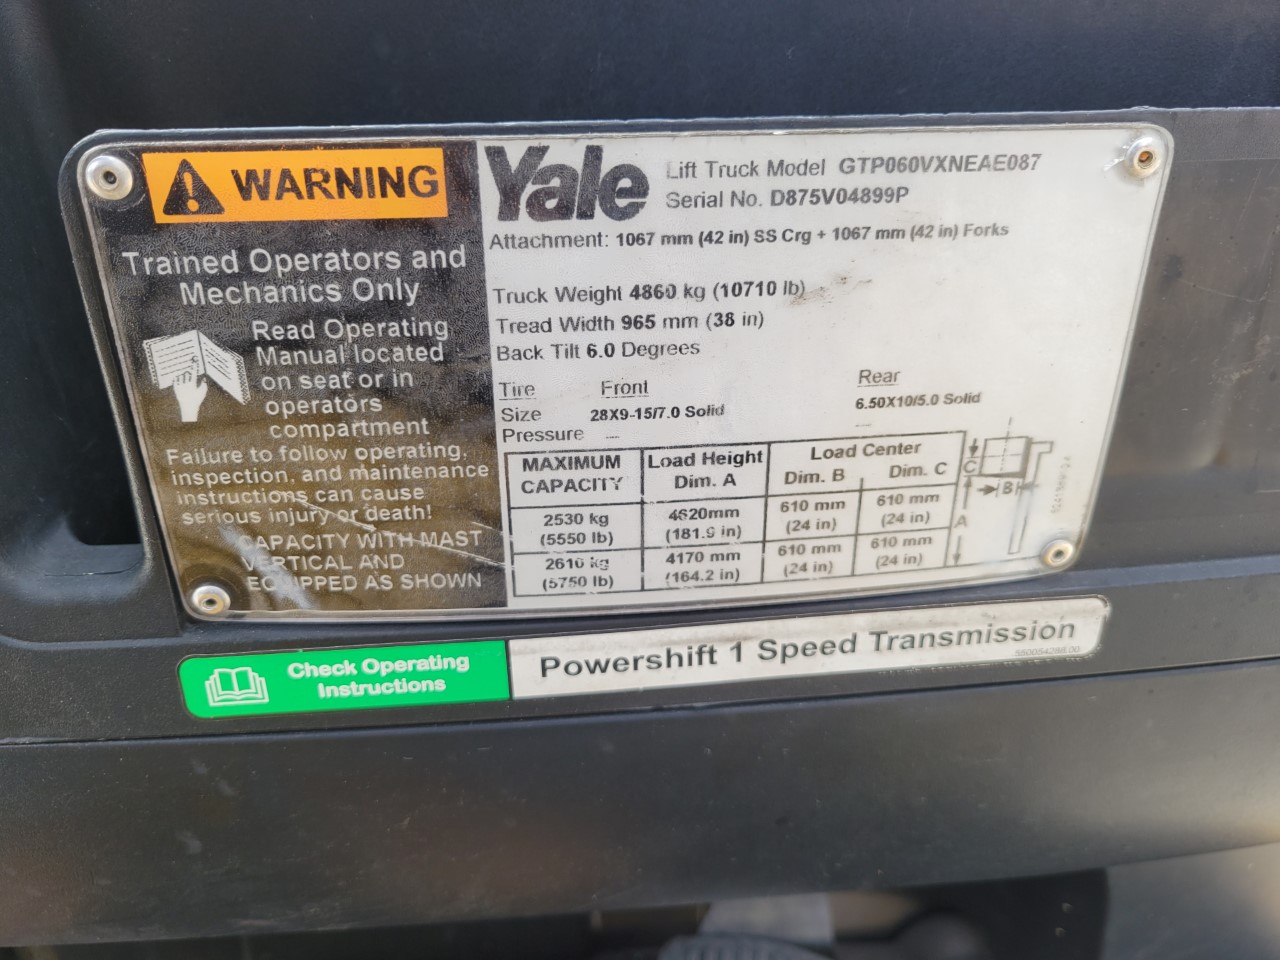 WARNING
Trained Operators and
Mechanics Only
Read Operating
Manual located
on seat or in
operators
compartment
Failure to follow operating,
inspection, and maintenance
instructions can cause
serious injury or death!
CAPACITY WITH MAST
VERTICAL AND
EQUIPPED AS SHOWN
Yale
Lift Truck Model GTP060VXNEAE087
Serial No. D875V04899P
Attachment: 1067 mm (42 in) SS Crg + 1067 mm (42 in) Forks
Truck Weight 4860 kg (10710 lb)
Tread Width 965 mm (38 in)
Back Tilt 6.0 Degrees
Tire Front Rear
Size 28X9-15/7.0 Solid 6.50X10/5.0 Solid
Pressure — —
MAXIMUM CAPACITY Load Height Dim. A Load Center Dim. B Dim. C
2530 kg (5550 lb) 4620mm (181.9 in) 610 mm (24 in) 610 mm (24 in)
2610 kg (5750 lb) 4170 mm (164.2 in) 610 mm (24 in) 610 mm (24 in)
C
B
A
Check Operating
Instructions
Powershift 1 Speed Transmission